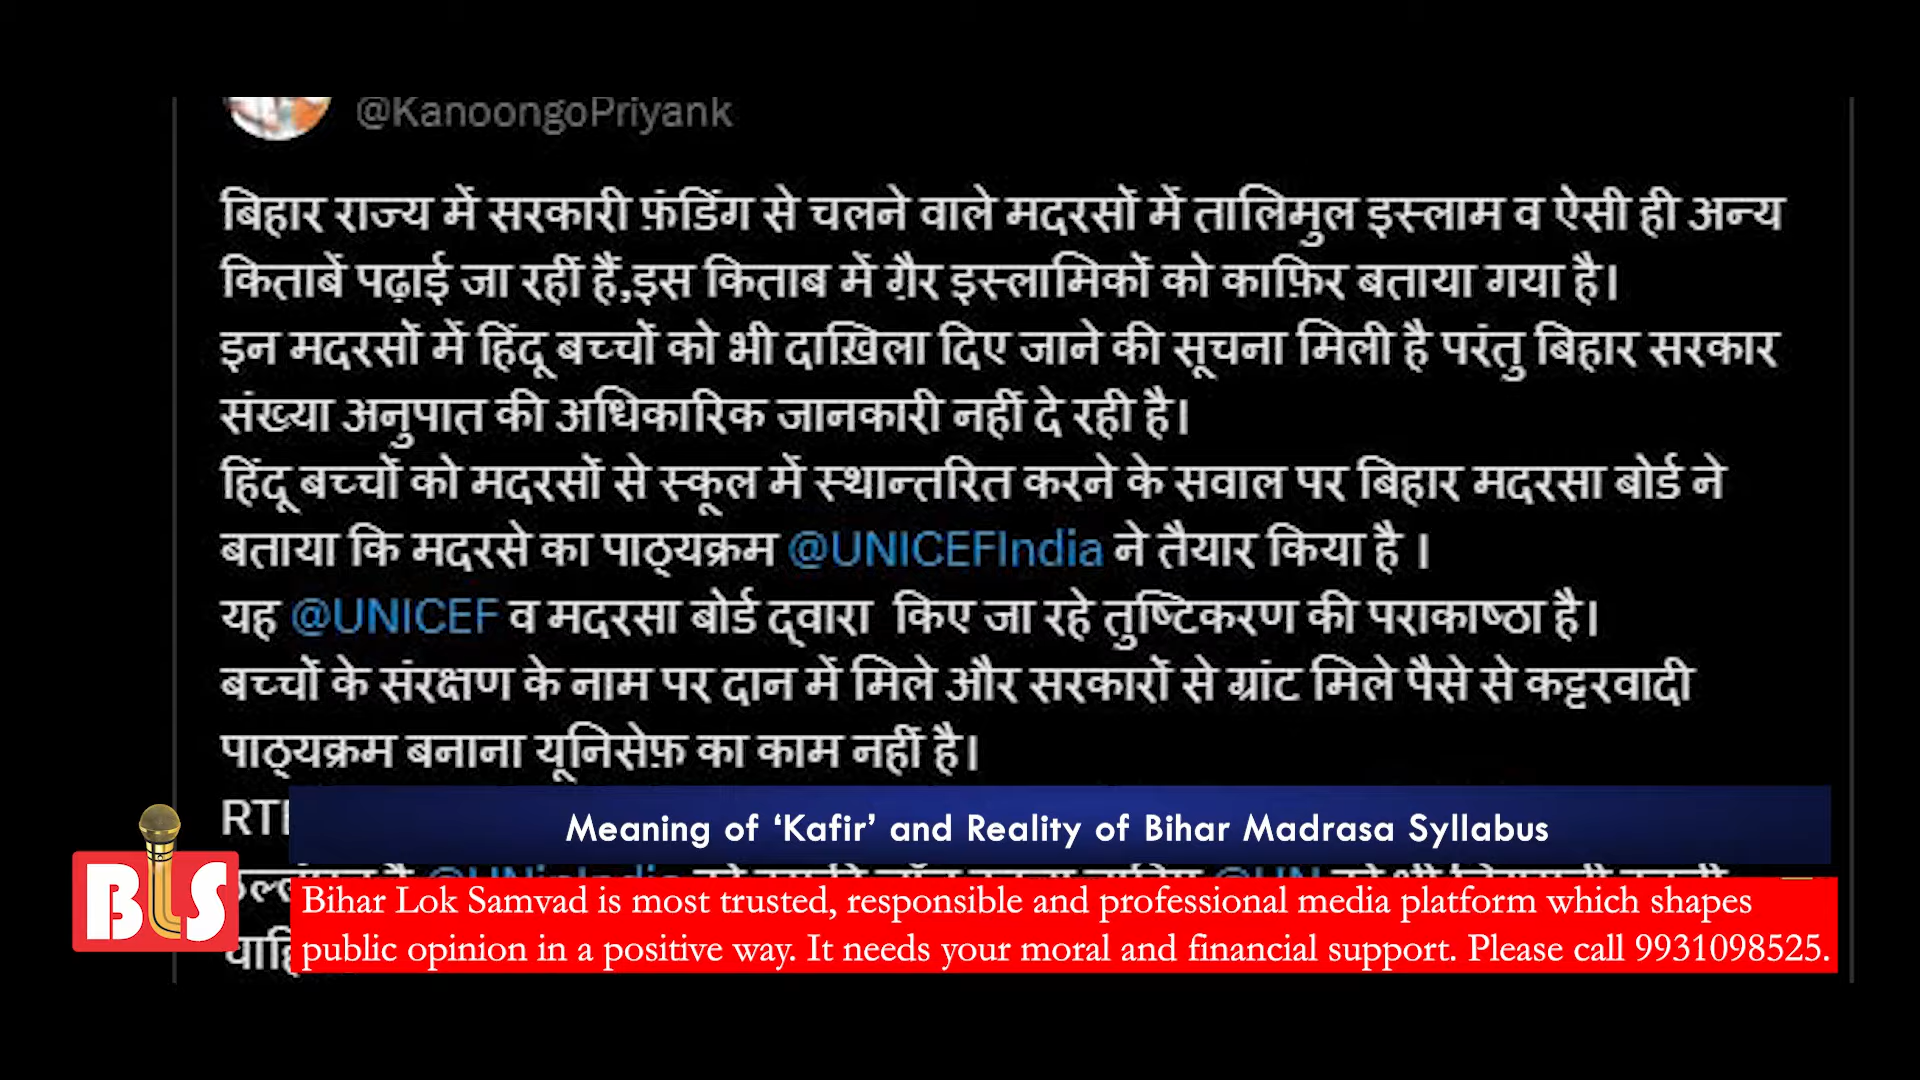 @KanoongoPriyank
बिहार राज्य में सरकारी फ़ंडिंग से चलने वाले मदरसों में तालिमुल इस्लाम व ऐसी ही अन्य
किताबें पढ़ाई जा रहीं हैं,इस किताब में ग़ैर इस्लामिकों को काफ़िर बताया गया है।
इन मदरसों में हिंदू बच्चों को भी दाख़िला दिए जाने की सूचना मिली है परंतु बिहार सरकार
संख्या अनुपात की अधिकारिक जानकारी नहीं दे रही है।
हिंदू बच्चों को मदरसों से स्कूल में स्थान्तरित करने के सवाल पर बिहार मदरसा बोर्ड ने
बताया कि मदरसे का पाठ्यक्रम @UNICEFIndia ने तैयार किया है ।
यह @UNICEF व मदरसा बोर्ड द्वारा किए जा रहे तुष्टिकरण की पराकाष्ठा है।
बच्चों के संरक्षण के नाम पर दान में मिले और सरकारों से ग्रांट मिले पैसे से कट्टरवादी
पाठ्यक्रम बनाना यूनिसेफ़ का काम नहीं है।
Meaning of ‘Kafir’ and Reality of Bihar Madrasa Syllabus
BLS
Bihar Lok Samvad is most trusted, responsible and professional media platform which shapes
public opinion in a positive way. It needs your moral and financial support. Please call 9931098525.